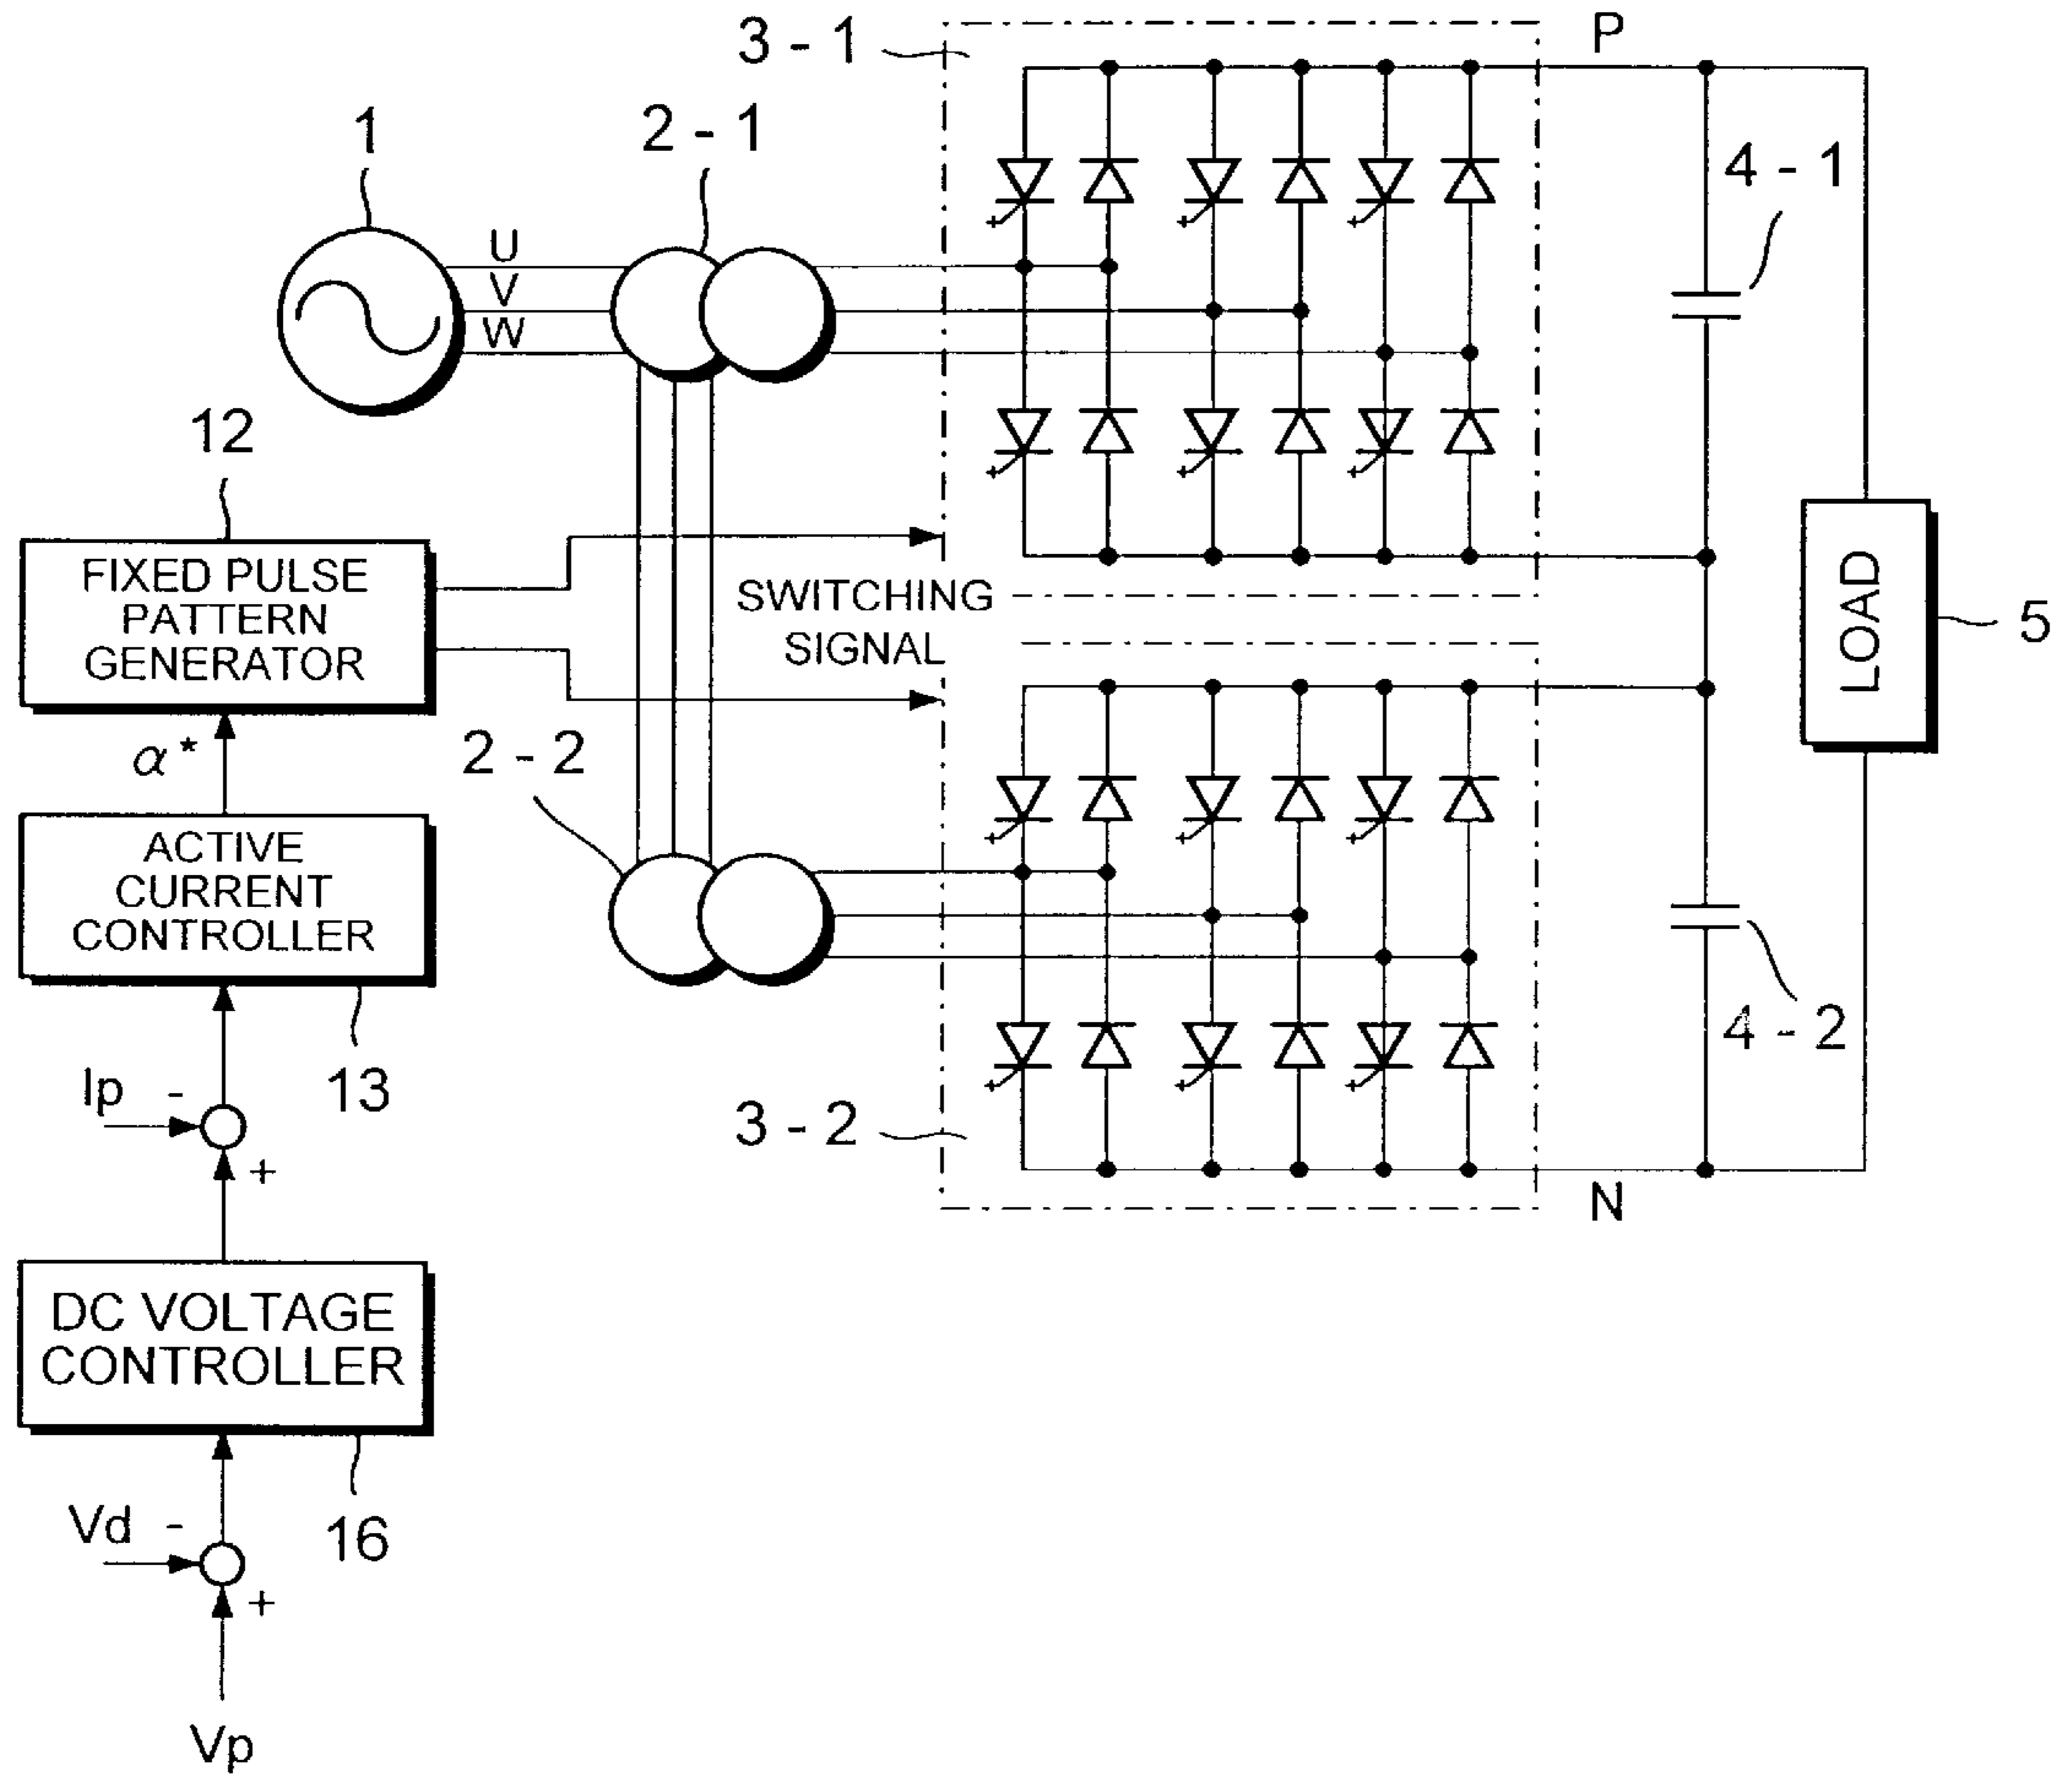 3 - 1
P
1
2 - 1
4 - 1
U
V
W
12
FIXED PULSE
PATTERN
GENERATOR
SWITCHING
SIGNAL
LOAD
5
α*
2 - 2
ACTIVE
CURRENT
CONTROLLER
4 - 2
Ip
-
13
+
3 - 2
N
DC VOLTAGE
CONTROLLER
Vd
-
16
+
Vp